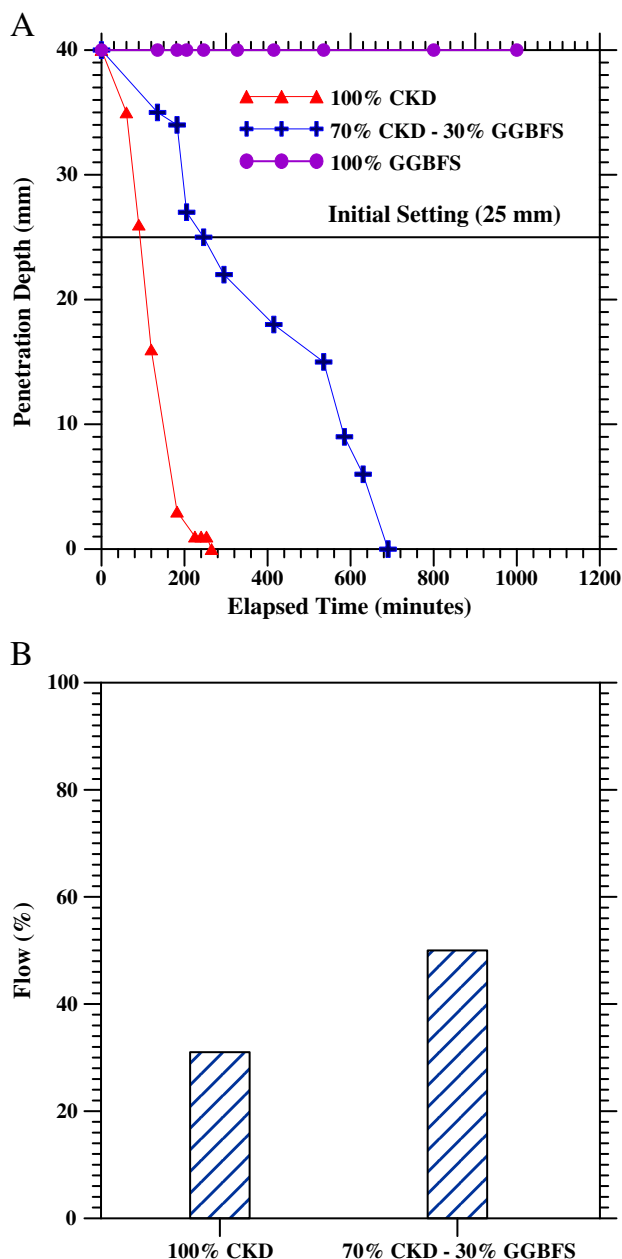 A
40
30
20
10
0
Penetration Depth (mm)
100% CKD
70% CKD - 30% GGBFS
100% GGBFS
Initial Setting (25 mm)
0 200 400 600 800 1000 1200
Elapsed Time (minutes)
B
100
80
60
40
20
0
Flow (%)
100% CKD 70% CKD - 30% GGBFS